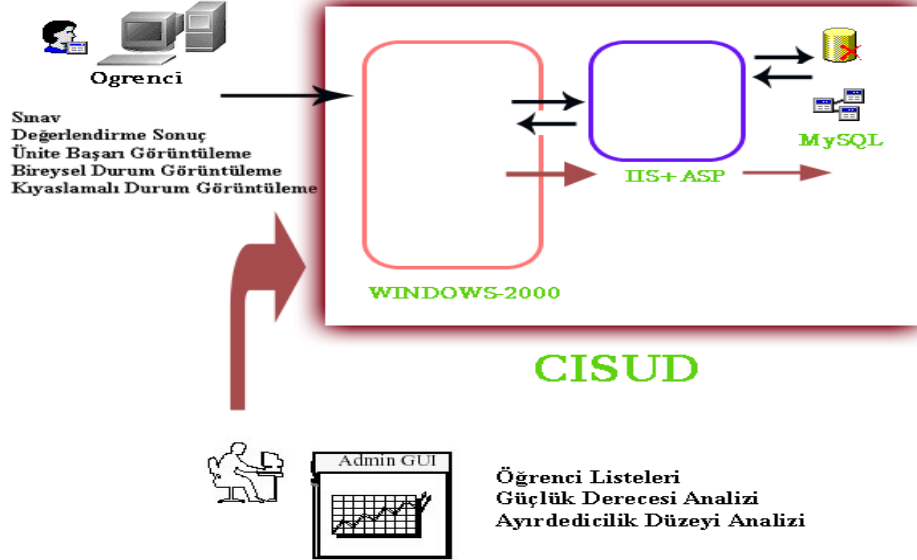 Ogrenci
Sınav
Değerlendirme Sonuç
Ünite Başarı Görüntüleme
Bireysel Durum Görüntüleme
Kıyaslamalı Durum Görüntüleme
MySQL
IIS+ASP
WINDOWS-2000
CISUD
Admin GUI
Öğrenci Listeleri
Güçlük Derecesi Analizi
Ayırdedicilik Düzeyi Analizi